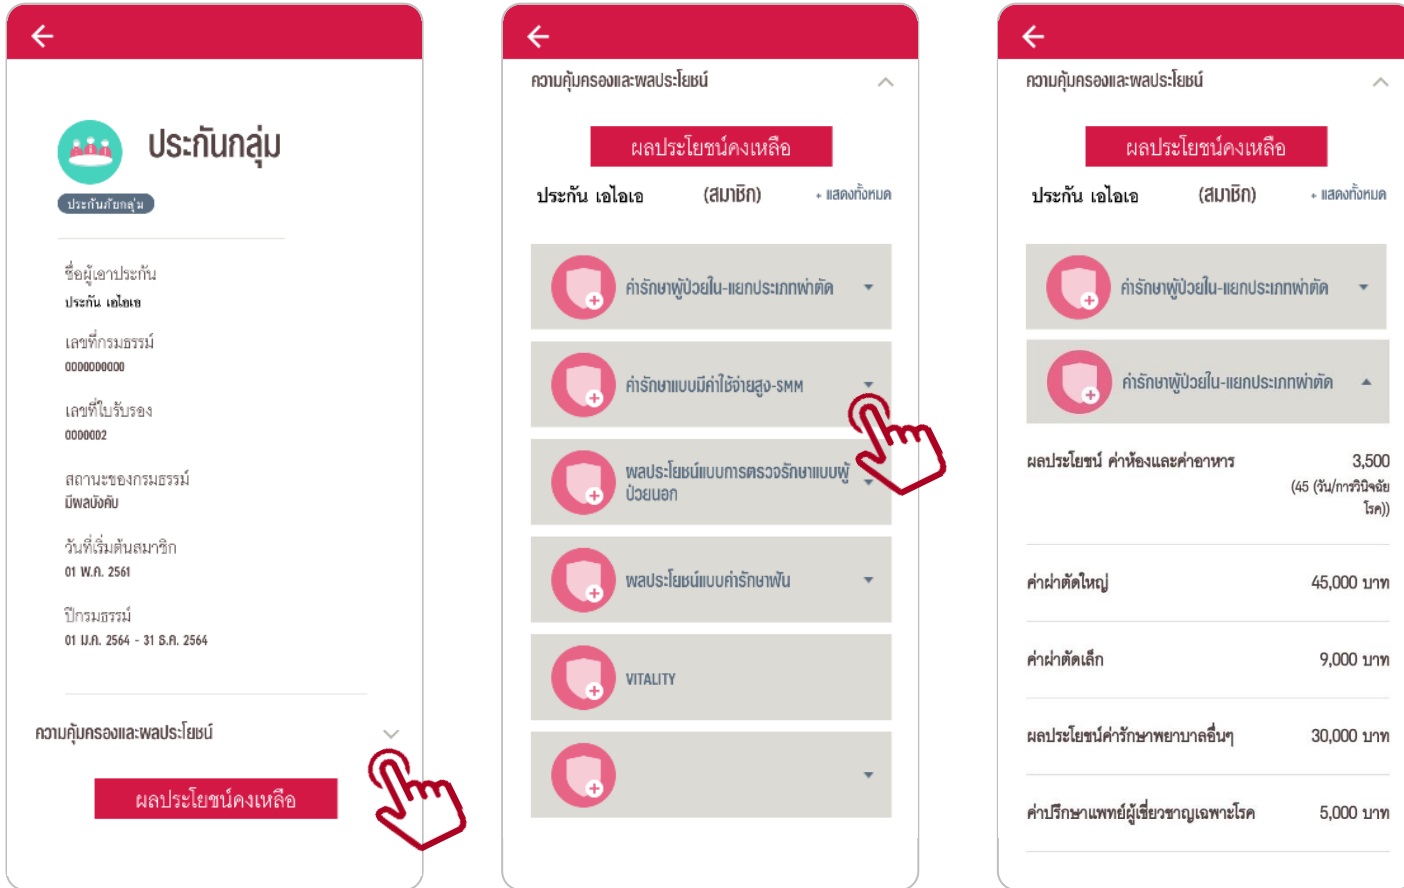 ประกันกลุ่ม
ประกันภัยกลุ่ม
ชื่อผู้เอาประกัน
ประกัน เอไอเอ
เลขที่กรมธรรม์
0000000000
เลขที่ใบรับรอง
0000002
สถานะของกรมธรรม์
มีผลบังคับ
วันที่เริ่มต้นสมาชิก
01 พ.ค. 2561
ปีกรมธรรม์
01 ม.ค. 2564 - 31 ธ.ค. 2564
ความคุ้มครองและผลประโยชน์
ผลประโยชน์คงเหลือ
ความคุ้มครองและผลประโยชน์
ผลประโยชน์คงเหลือ
ประกัน เอไอเอ (สมาชิก) + แสดงทั้งหมด
ค่ารักษาผู้ป่วยใน-แยกประเภทผ่าตัด
ค่ารักษาแบบมีค่าใช้จ่ายสูง-SMM
ผลประโยชน์แบบการตรวจรักษาแบบผู้
ป่วยนอก
ผลประโยชน์แบบค่ารักษาฟัน
VITALITY
ความคุ้มครองและผลประโยชน์
ผลประโยชน์คงเหลือ
ประกัน เอไอเอ (สมาชิก) + แสดงทั้งหมด
ค่ารักษาผู้ป่วยใน-แยกประเภทผ่าตัด
ค่ารักษาผู้ป่วยใน-แยกประเภทผ่าตัด
ผลประโยชน์ ค่าห้องและค่าอาหาร 3,500
(45 (วัน/การวินิจฉัย
โรค))
ค่าผ่าตัดใหญ่ 45,000 บาท
ค่าผ่าตัดเล็ก 9,000 บาท
ผลประโยชน์ค่ารักษาพยาบาลอื่นๆ 30,000 บาท
ค่าปรึกษาแพทย์ผู้เชี่ยวชาญเฉพาะโรค 5,000 บาท